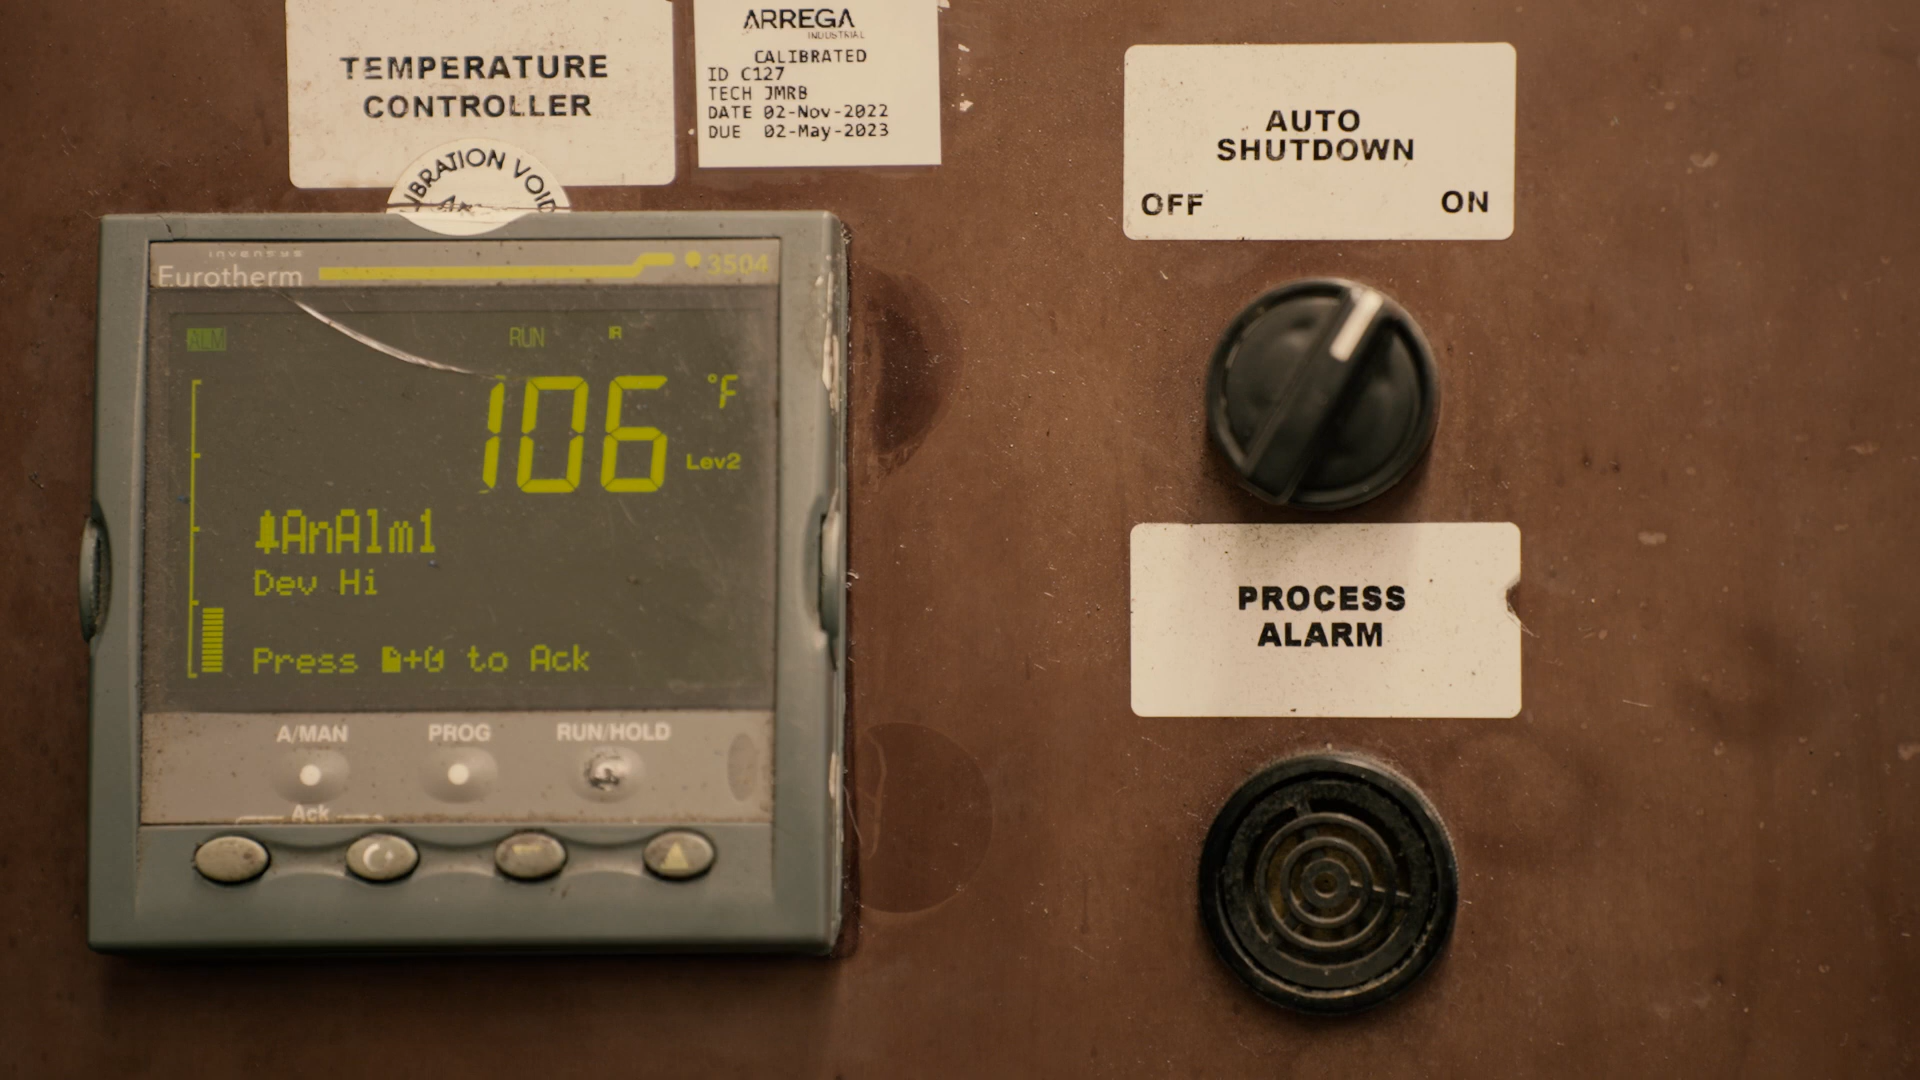 TEMPERATURE
CONTROLLER
ARREGA
INDUSTRIAL
CALIBRATED
ID C127
TECH JMRB
DATE 02-Nov-2022
DUE 02-May-2023
VOID
invensys
Eurotherm
3504
ALM
RUN
106 °F
Lev2
AnAlm1
Dev Hi
Press + to Ack
A/MAN PROG RUN/HOLD
Ack
AUTO
SHUTDOWN
OFF ON
PROCESS
ALARM